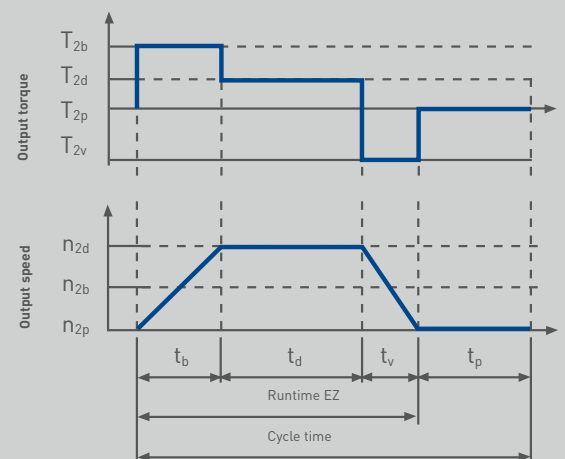 Output torque
T2b
T2d
T2p
T2v
Output speed
n2d
n2b
n2p
tb td tv tp
Runtime EZ
Cycle time